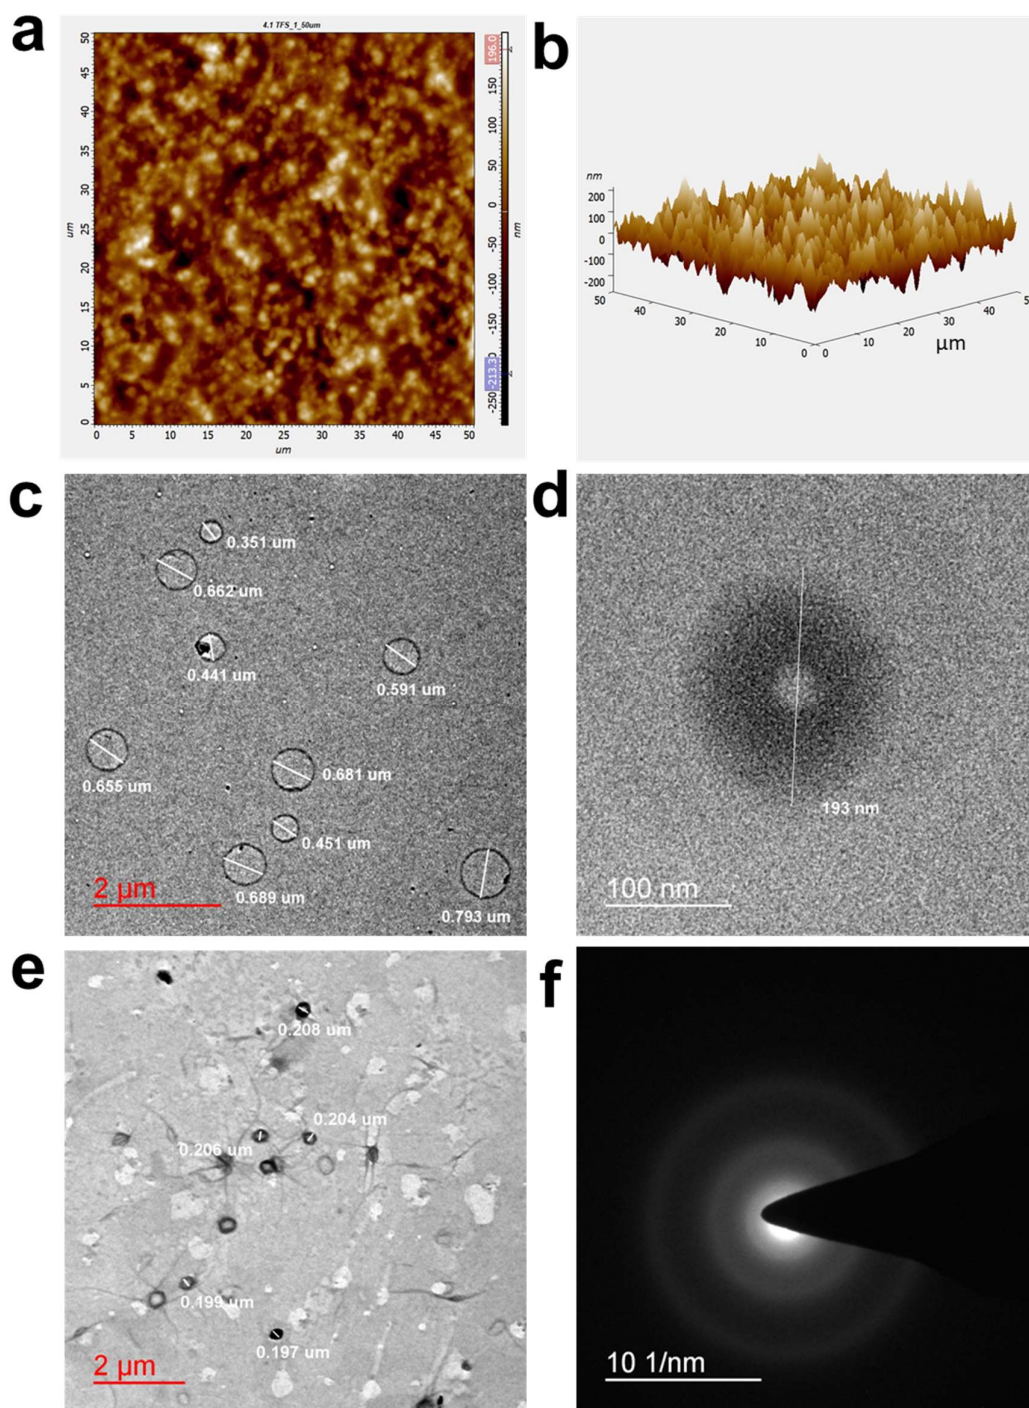 a
4.1 TFS_1_50um
50
45
40
35
30
25
20
15
10
5
0
um
0 5 10 15 20 25 30 35 40 45 50
um
196.0
150
100
50
0
-50
-100
-150
-213.3
-250
nm
b
nm
200
100
0
-100
-200
50
40
30
20
10
0
0
10
20
30
40
µm
c
0.351 um
0.662 um
0.441 um
0.591 um
0.655 um
0.681 um
0.451 um
0.689 um
0.793 um
2 µm
d
193 nm
100 nm
e
0.208 um
0.204 um
0.206 um
0.199 um
0.197 um
2 µm
f
10 1/nm